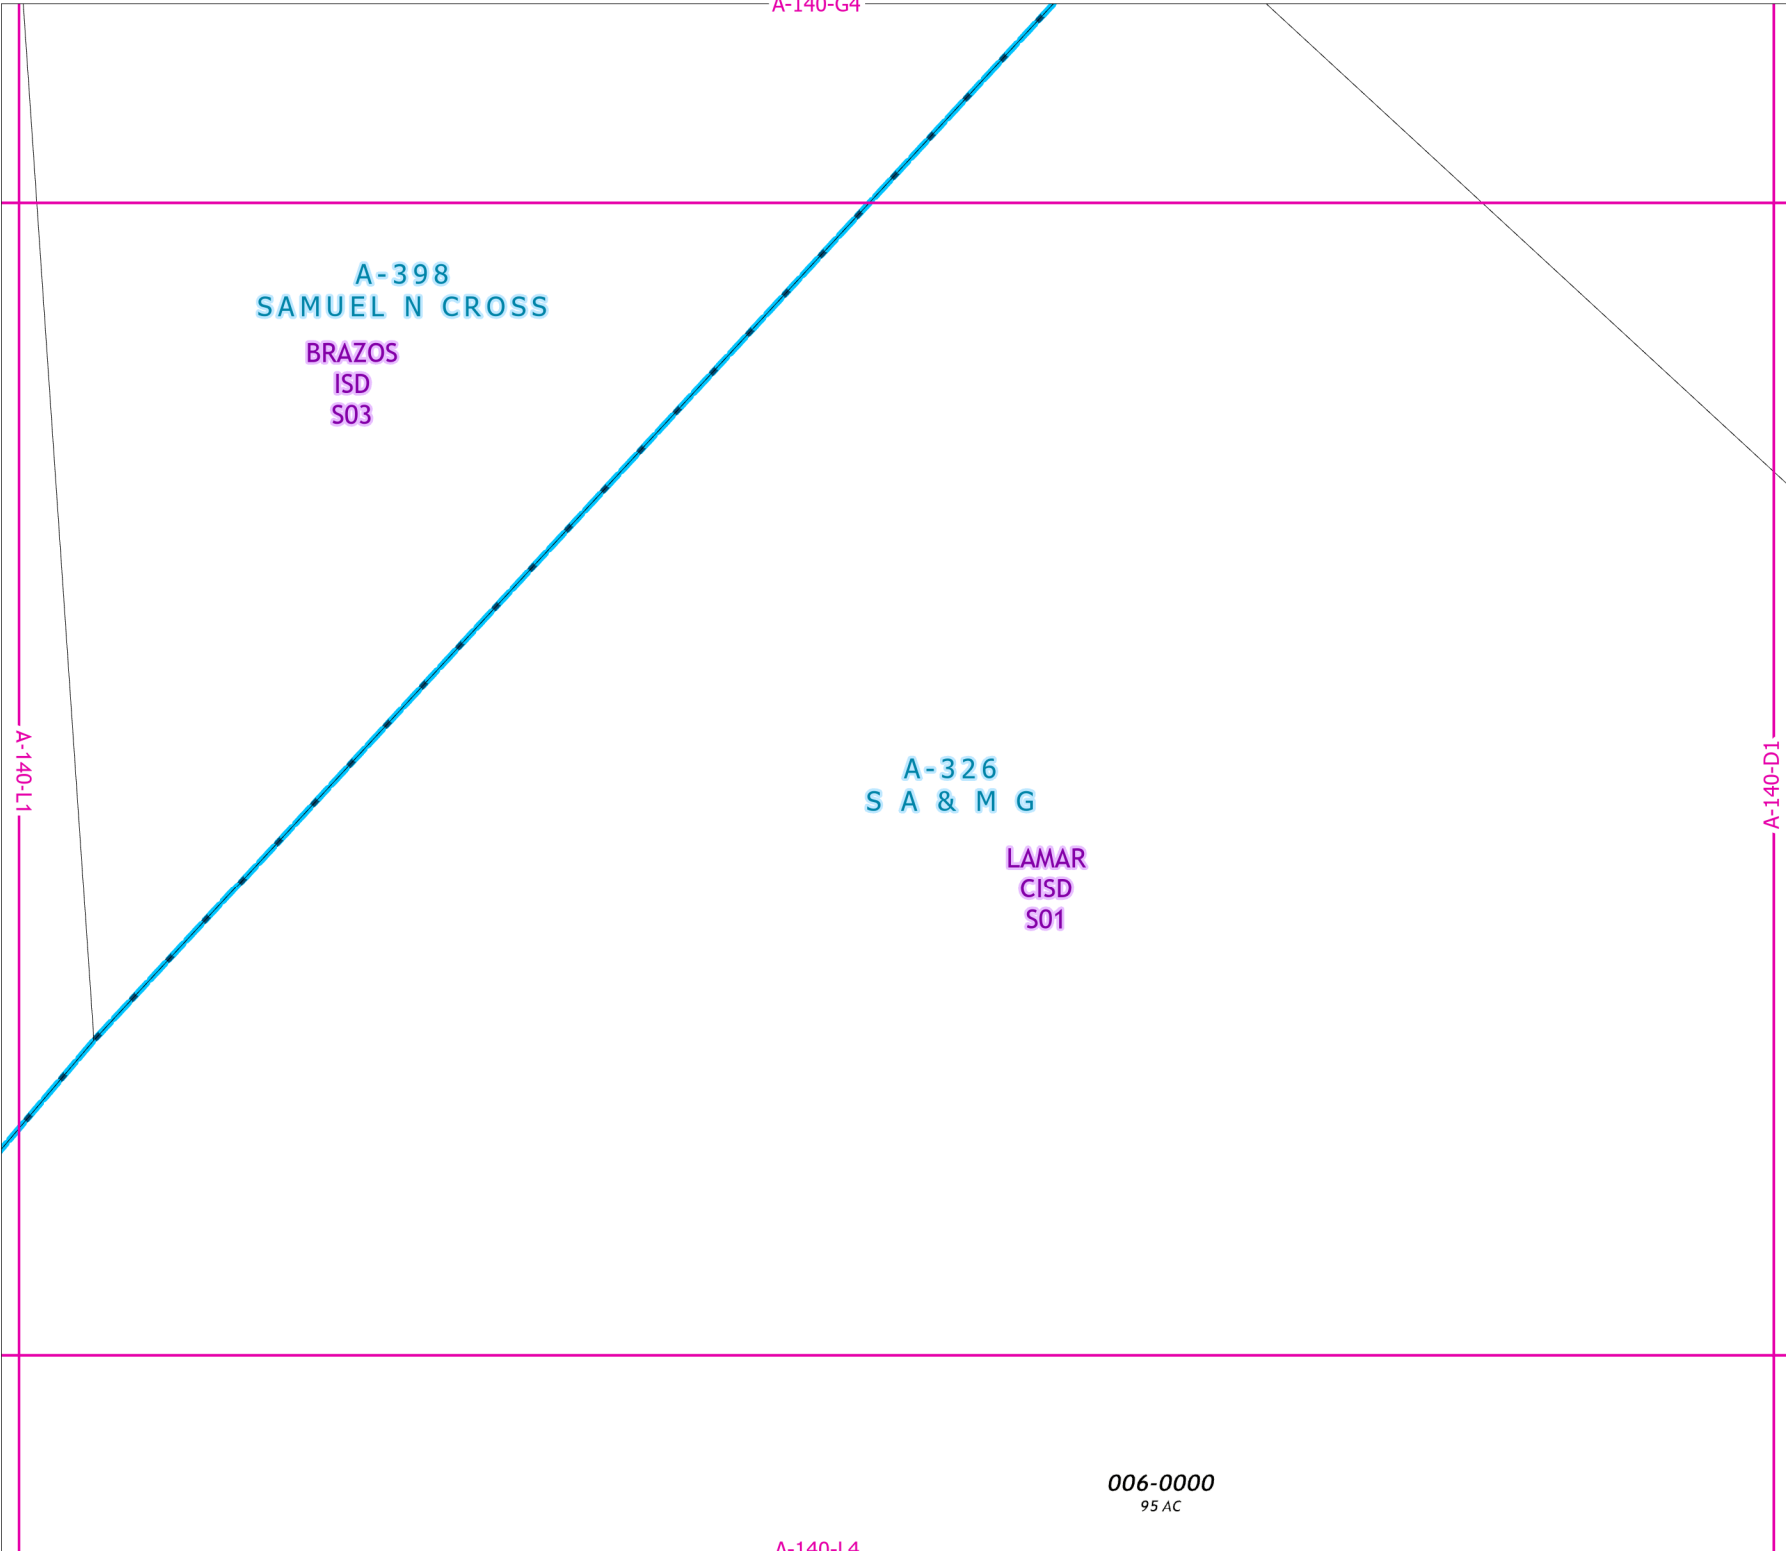 A-140-G4
A-398
SAMUEL N CROSS
BRAZOS
ISD
S03
A-140-L1
A-326
S A & M G
A-140-D1
LAMAR
CISD
S01
006-0000
95 AC
A-140-L4